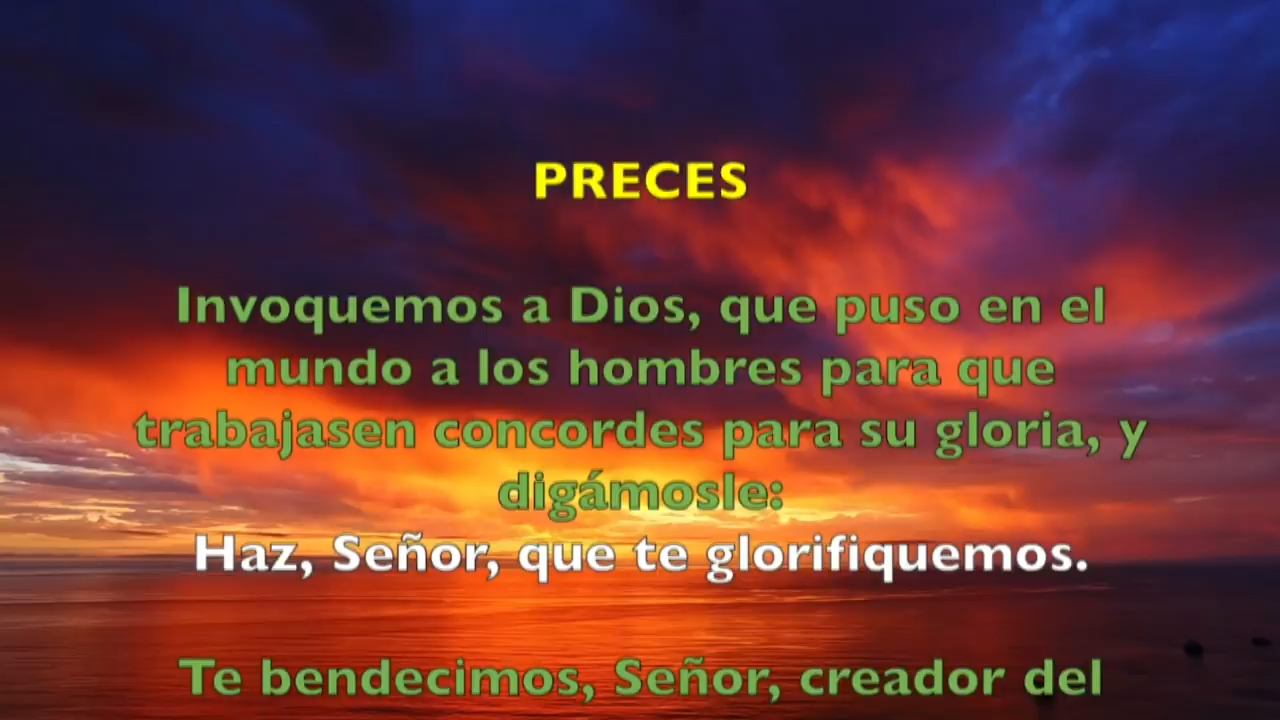 PRECES
Invoquemos a Dios, que puso en el
mundo a los hombres para que
trabajasen concordes para su gloria, y
digámosle:
Haz, Señor, que te glorifiquemos.
Te bendecimos, Señor, creador del